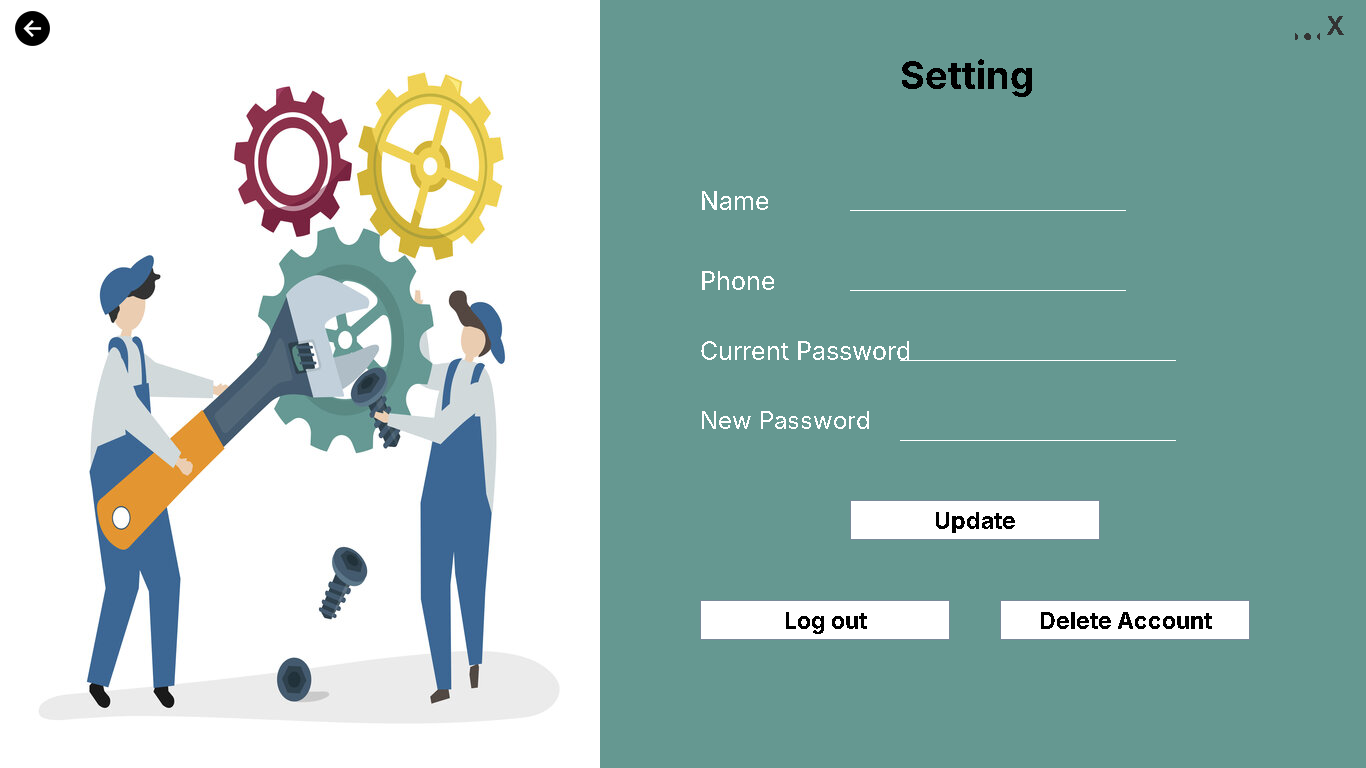 X
Setting
Name
Phone
Current Password
New Password
Update
Log out
Delete Account